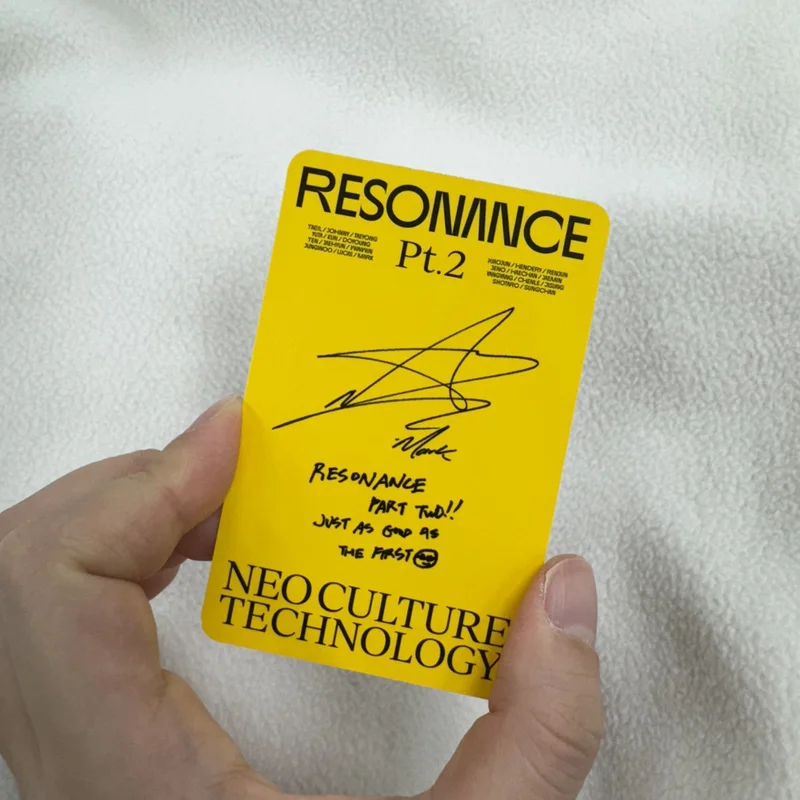 RESONANCE
Pt.2
TAEIL / JOHNNY / TAEYONG
YUTA / KUN / DOYOUNG
TEN / JAEHYUN / WINWIN
JUNGWOO / LUCAS / MARK
XIAOJUN / HENDERY / RENJUN
JENO / HAECHAN / JAEMIN
YANGYANG / CHENLE / JISUNG
SHOTARO / SUNGCHAN
Mark
RESONANCE
PART TWO!!
JUST AS GOOD AS
THE FIRST
NEO CULTURE
TECHNOLOGY